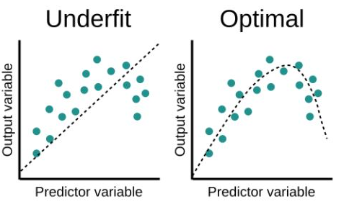 Underfit
Optimal
Output variable
Predictor variable
Output variable
Predictor variable